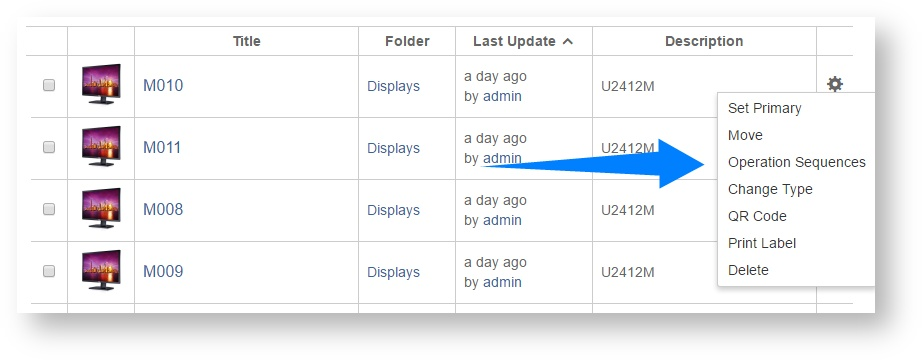 Title Folder Last Update Description
M010 Displays a day ago by admin U2412M
M011 Displays a day ago by admin U2412M
M008 Displays a day ago by admin U2412M
M009 Displays a day ago by admin U2412M
Set Primary
Move
Operation Sequences
Change Type
QR Code
Print Label
Delete